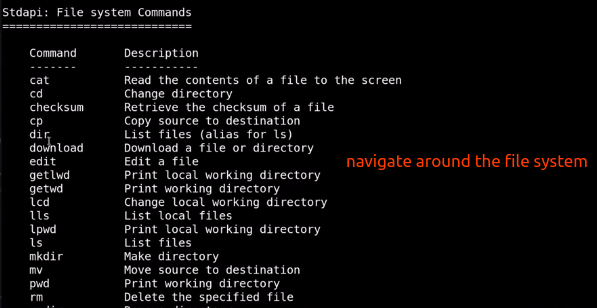 Stdapi: File system Commands
============================
Command Description
------- -----------
cat Read the contents of a file to the screen
cd Change directory
checksum Retrieve the checksum of a file
cp Copy source to destination
dir List files (alias for ls)
download Download a file or directory
edit Edit a file
getlwd Print local working directory
getwd Print working directory
lcd Change local working directory
lls List local files
lpwd Print local working directory
ls List files
mkdir Make directory
mv Move source to destination
pwd Print working directory
rm Delete the specified file
navigate around the file system